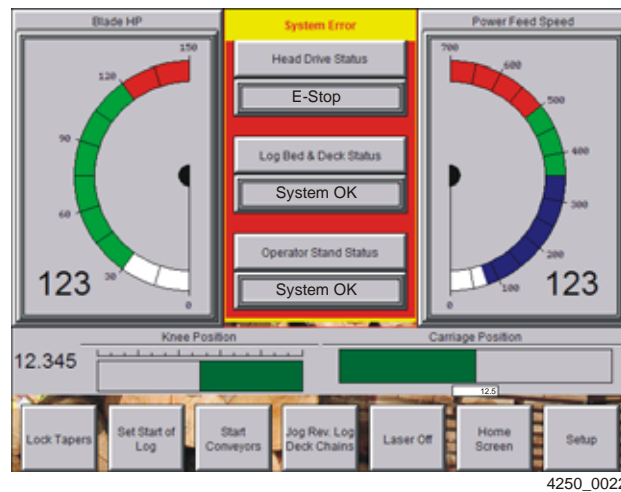 Blade HP
150
120
90
60
30
0
123
System Error
Head Drive Status
E-Stop
Log Bed & Deck Status
System OK
Operator Stand Status
System OK
Power Feed Speed
700
600
500
400
300
200
100
0
123
Knee Position
12.345
Carriage Position
12.5
Lock Tapers
Set Start of
Log
Start
Conveyors
Jog Rev. Log
Deck Chains
Laser Off
Home
Screen
Setup
4250_0022